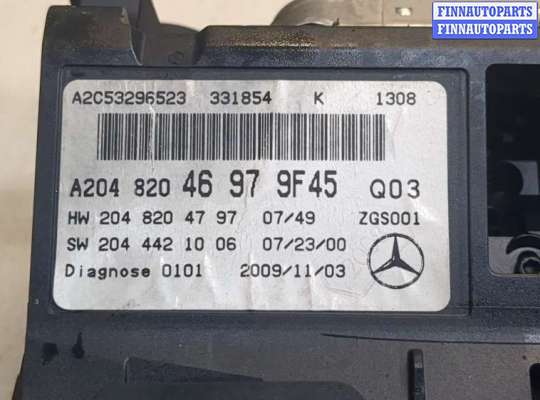 FINNAUTOPARTS
FINNAUTOPARTS
A2C53296523 331854 K 1308
A204 820 46 97 9F45 Q03
HW 204 820 47 97 07/49 ZGS001
SW 204 442 10 06 07/23/00
Diagnose 0101 2009/11/03